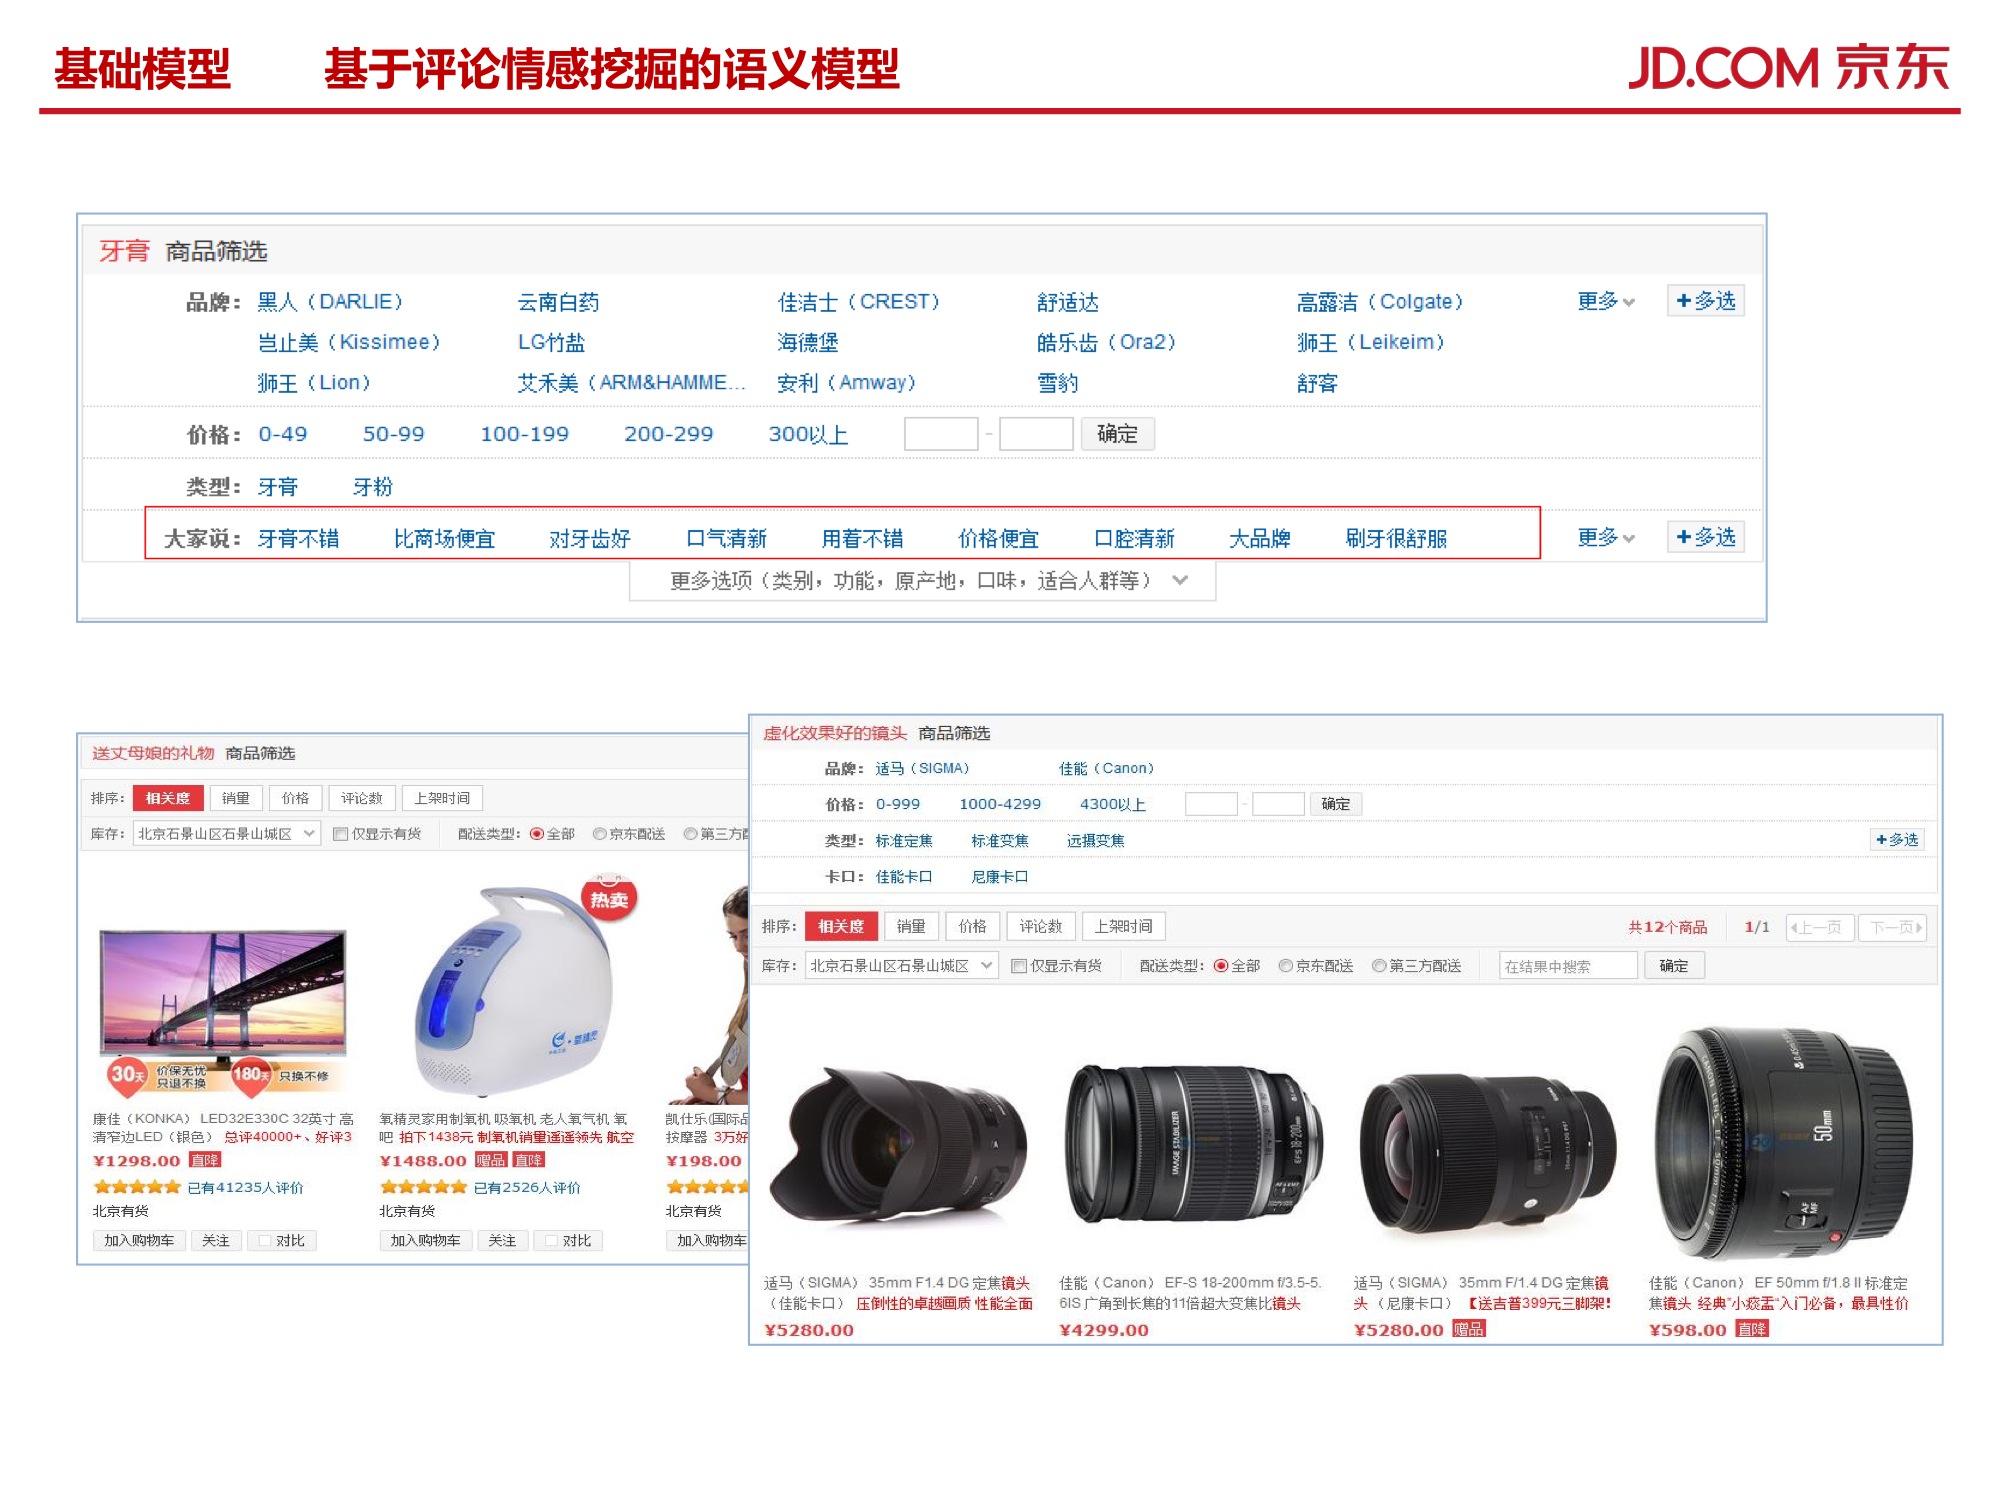 基础模型 基于评论情感挖掘的语义模型
JD.COM 京东
牙膏 商品筛选
品牌： 黑人（DARLIE） 云南白药 佳洁士（CREST） 舒适达 高露洁（Colgate） 更多 +多选
岂止美（Kissimee） LG竹盐 海德堡 皓乐齿（Ora2） 狮王（Leikeim）
狮王（Lion） 艾禾美（ARM&HAMME... 安利（Amway） 雪豹 舒客
价格： 0-49 50-99 100-199 200-299 300以上 - 确定
类型： 牙膏 牙粉
大家说： 牙膏不错 比商场便宜 对牙齿好 口气清新 用着不错 价格便宜 口腔清新 大品牌 刷牙很舒服 更多 +多选
更多选项（类别，功能，原产地，口味，适合人群等）
送丈母娘的礼物 商品筛选
排序： 相关度 销量 价格 评论数 上架时间
库存： 北京石景山区石景山城区 仅显示有货 配送类型： 全部 京东配送 第三方配
热卖
30天 价保无忧 只退不换 180天 只换不修
康佳（KONKA） LED32E330C 32英寸 高
清窄边LED（银色） 总评40000+、好评3
¥1298.00 直降
已有41235人评价
北京有货
加入购物车 关注 对比
氧精灵家用制氧机 吸氧机 老人氧气机 氧
吧 拍下1438元 制氧机销量遥遥领先 航空
¥1488.00 赠品 直降
已有2526人评价
北京有货
加入购物车 关注 对比
凯仕乐(国际品
按摩器 3万好
¥198.00
北京有货
加入购物车
虚化效果好的镜头 商品筛选
品牌： 适马（SIGMA） 佳能（Canon）
价格： 0-999 1000-4299 4300以上 - 确定
类型： 标准定焦 标准变焦 远摄变焦 +多选
卡口： 佳能卡口 尼康卡口
排序： 相关度 销量 价格 评论数 上架时间 共12个商品 1/1 上一页 下一页
库存： 北京石景山区石景山城区 仅显示有货 配送类型： 全部 京东配送 第三方配送 在结果中搜索 确定
IMAGE STABILIZER
EFS 18-200mm
50mm
AF
MF
适马（SIGMA） 35mm F1.4 DG 定焦镜头
（佳能卡口） 压倒性的卓越画质 性能全面
¥5280.00
佳能（Canon） EF-S 18-200mm f/3.5-5.
6IS 广角到长焦的11倍超大变焦比镜头
¥4299.00
适马（SIGMA） 35mm F/1.4 DG 定焦镜
头 （尼康卡口） 【送吉普399元三脚架!
¥5280.00 赠品
佳能（Canon） EF 50mm f/1.8 II 标准定
焦镜头 经典"小痰盂"入门必备，最具性价
¥598.00 直降